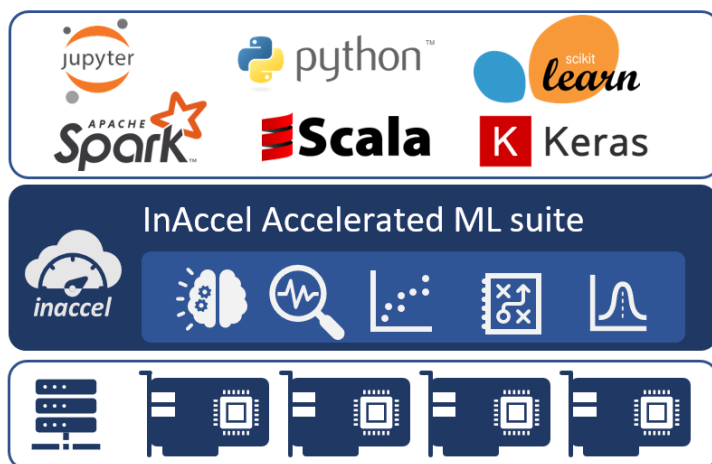 jupyter
python™
scikit
learn
APACHE
Spark™
Scala
K Keras
InAccel Accelerated ML suite
inaccel